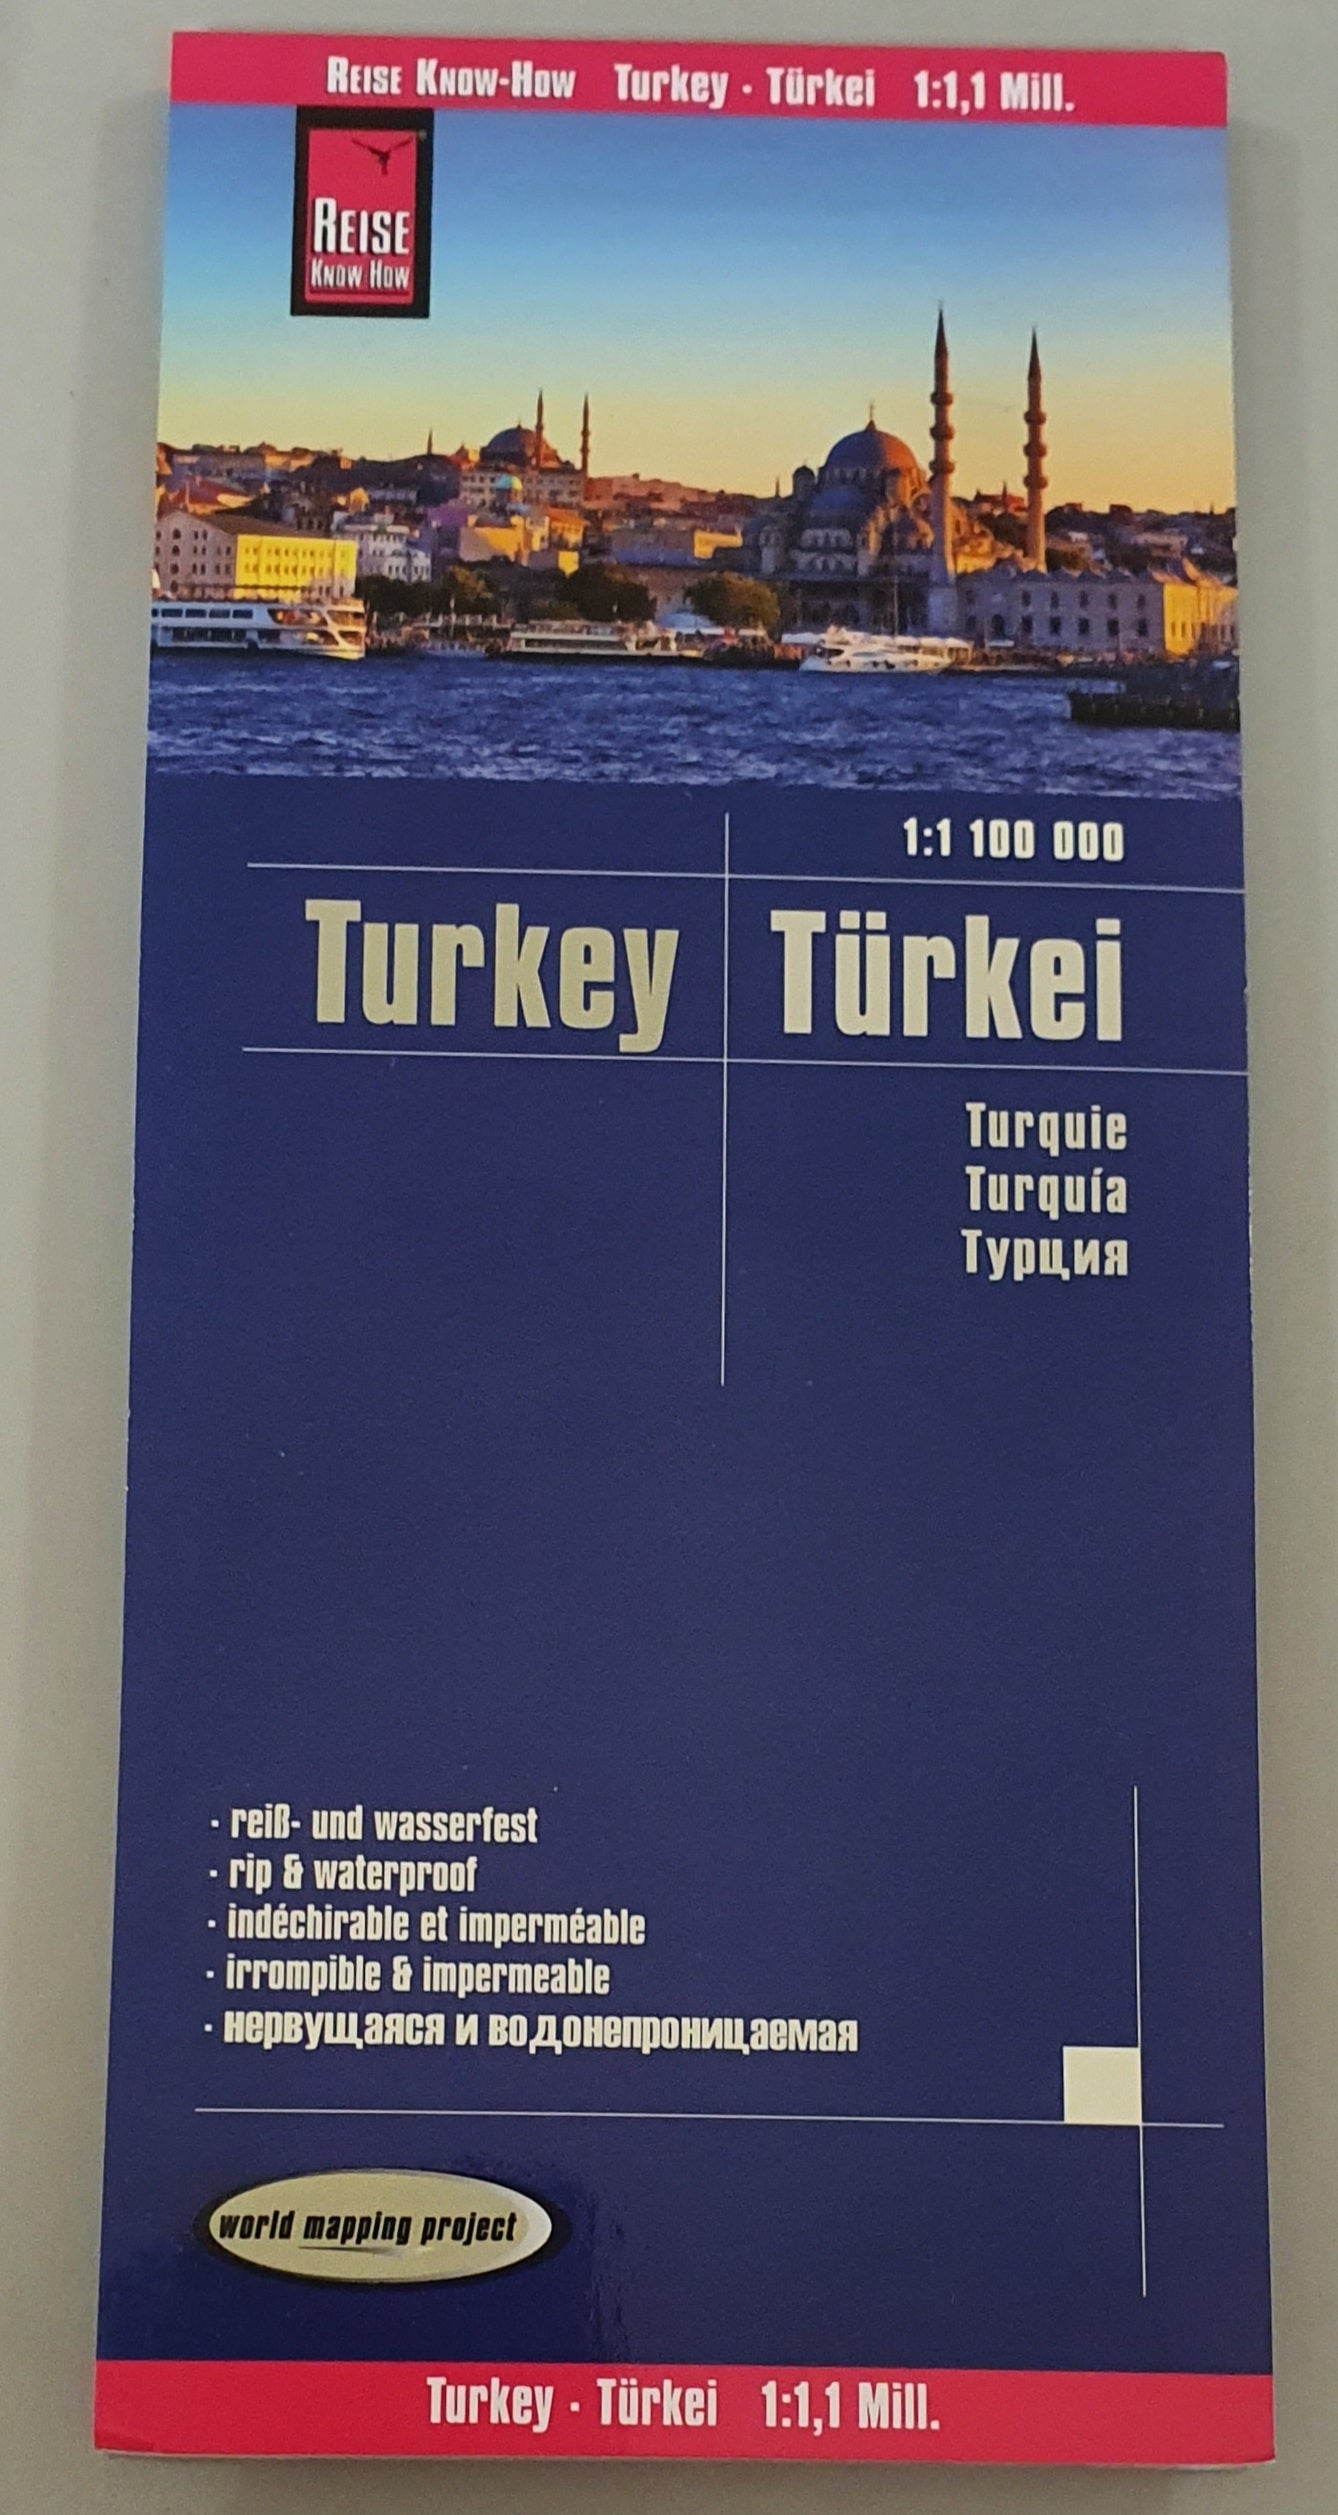 REISE KNOW-HOW Turkey · Türkei 1:1,1 Mill.
REISE
KNOW HOW
1:1 100 000
Turkey Türkei
Turquie
Turquía
Турция
· reiß- und wasserfest
· rip & waterproof
· indéchirable et imperméable
· irrompible & impermeable
· нервущаяся и водонепроницаемая
world mapping project
Turkey · Türkei 1:1,1 Mill.